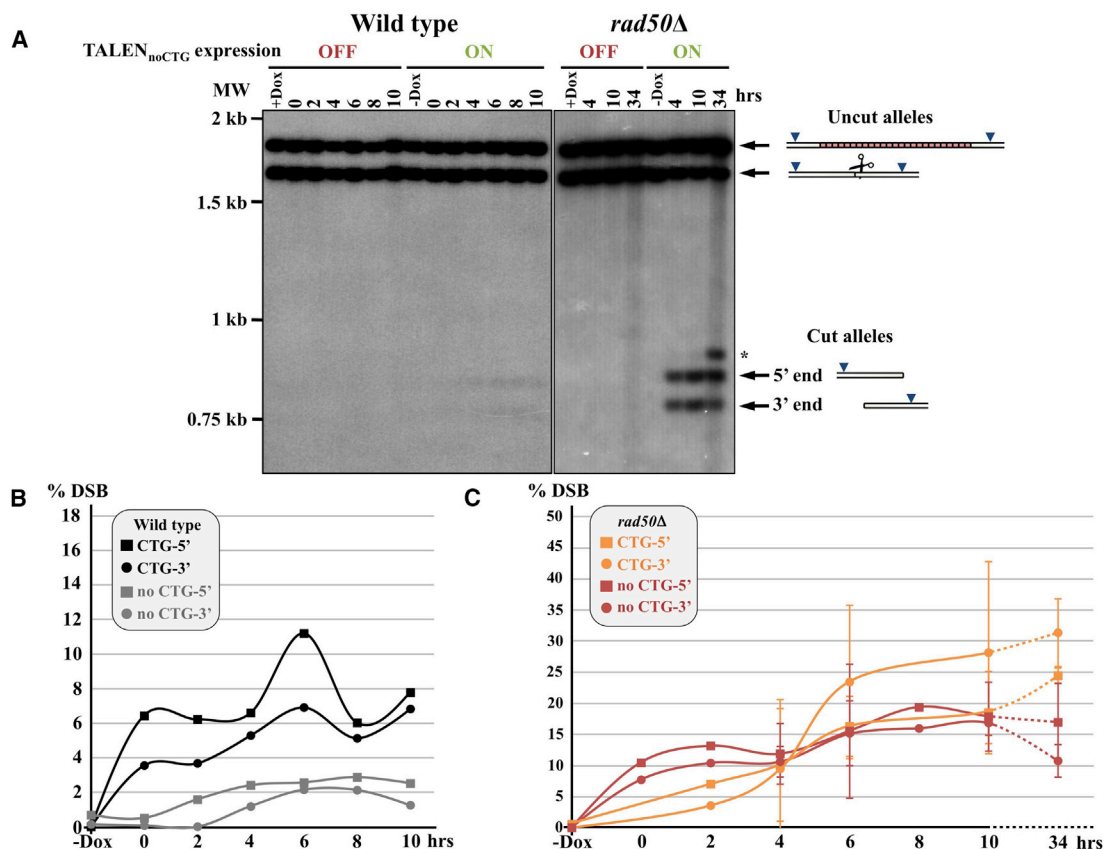 A
Wild type
rad50Δ
TALENnoCTG expression
OFF
ON
OFF
ON
MW
+Dox 0 2 4 6 8 10 -Dox 0 2 4 6 8 10
+Dox 4 10 34 -Dox 4 10 34 hrs
2 kb
1.5 kb
1 kb
0.75 kb
Uncut alleles
Cut alleles
*
5' end
3' end
B
% DSB
18
16
14
12
10
8
6
4
2
0
Wild type
CTG-5'
CTG-3'
no CTG-5'
no CTG-3'
-Dox 0 2 4 6 8 10 hrs
C
% DSB
50
45
40
35
30
25
20
15
10
5
0
rad50Δ
CTG-5'
CTG-3'
no CTG-5'
no CTG-3'
-Dox 0 2 4 6 8 10 34 hrs